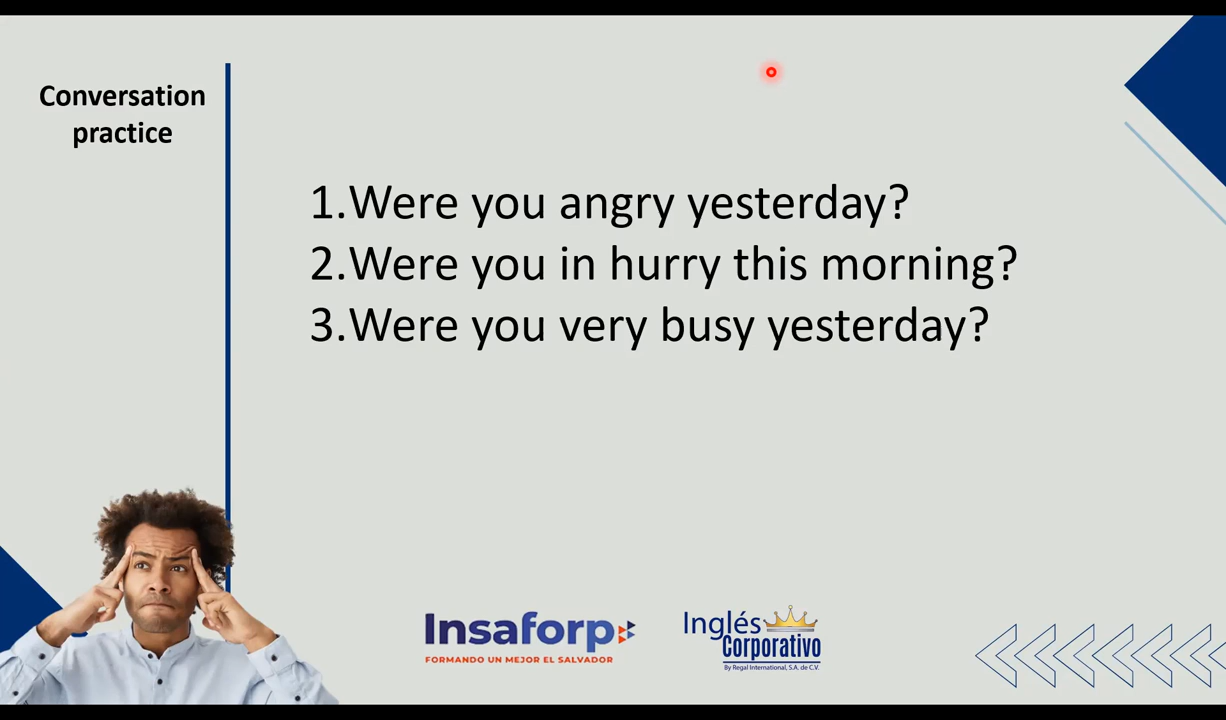 Conversation
practice
1.Were you angry yesterday?
2.Were you in hurry this morning?
3.Were you very busy yesterday?
Insaforp
FORMANDO UN MEJOR EL SALVADOR
Inglés
Corporativo
By Regal International, S.A. de C.V.